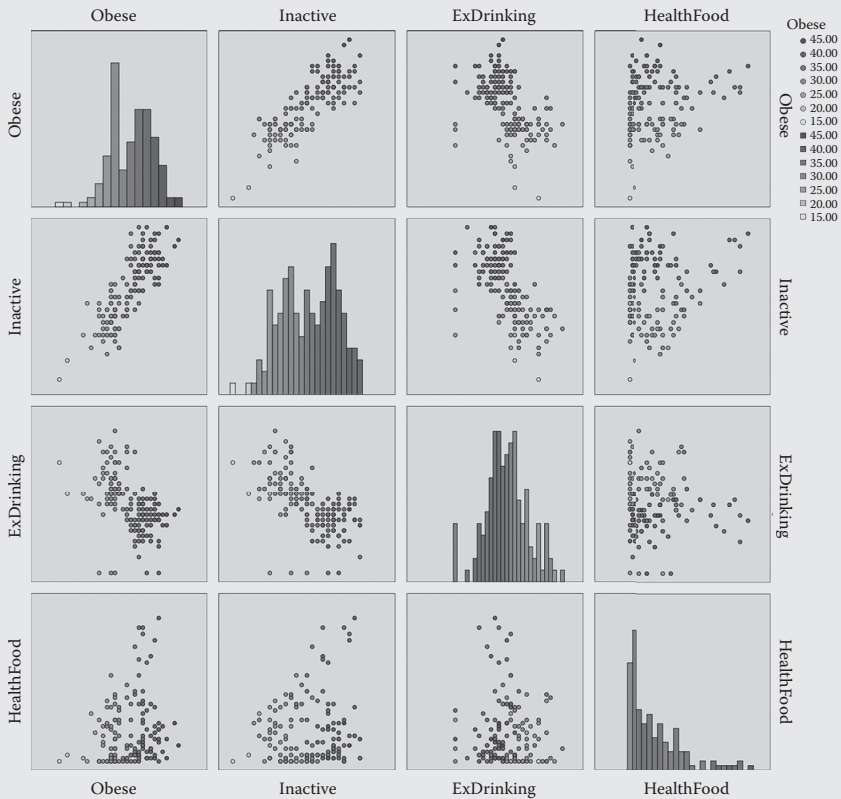 Obese Inactive ExDrinking HealthFood
Obese
45.00
40.00
35.00
30.00
25.00
20.00
15.00
45.00
40.00
35.00
30.00
25.00
20.00
15.00
Obese
Obese
Inactive
Inactive
ExDrinking
ExDrinking
HealthFood
HealthFood
Obese Inactive ExDrinking HealthFood